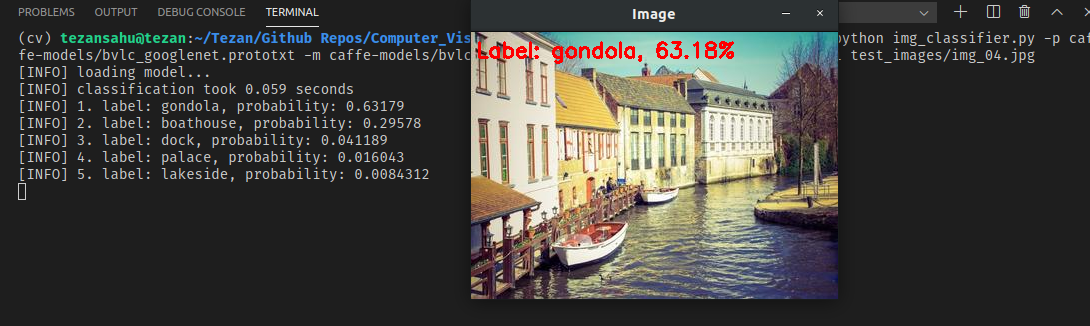 PROBLEMS OUTPUT DEBUG CONSOLE TERMINAL
Image
(cv) tezansahu@tezan:~/Tezan/Github Repos/Computer_Vis python img_classifier.py -p caf
Label: gondola, 63.18%
fe-models/bvlc_googlenet.prototxt -m caffe-models/bvlc test_images/img_04.jpg
[INFO] loading model...
[INFO] classification took 0.059 seconds
[INFO] 1. label: gondola, probability: 0.63179
[INFO] 2. label: boathouse, probability: 0.29578
[INFO] 3. label: dock, probability: 0.041189
[INFO] 4. label: palace, probability: 0.016043
[INFO] 5. label: lakeside, probability: 0.0084312